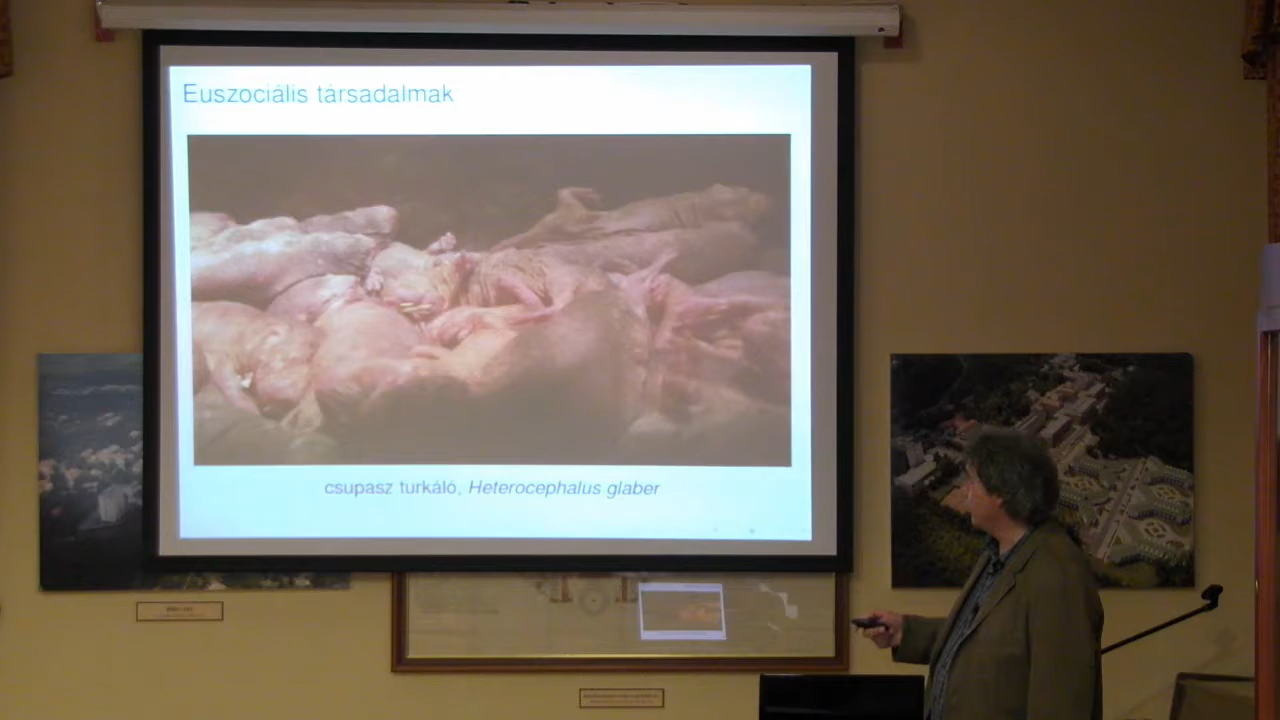 Euszociális társadalmak
csupasz turkáló, Heterocephalus glaber